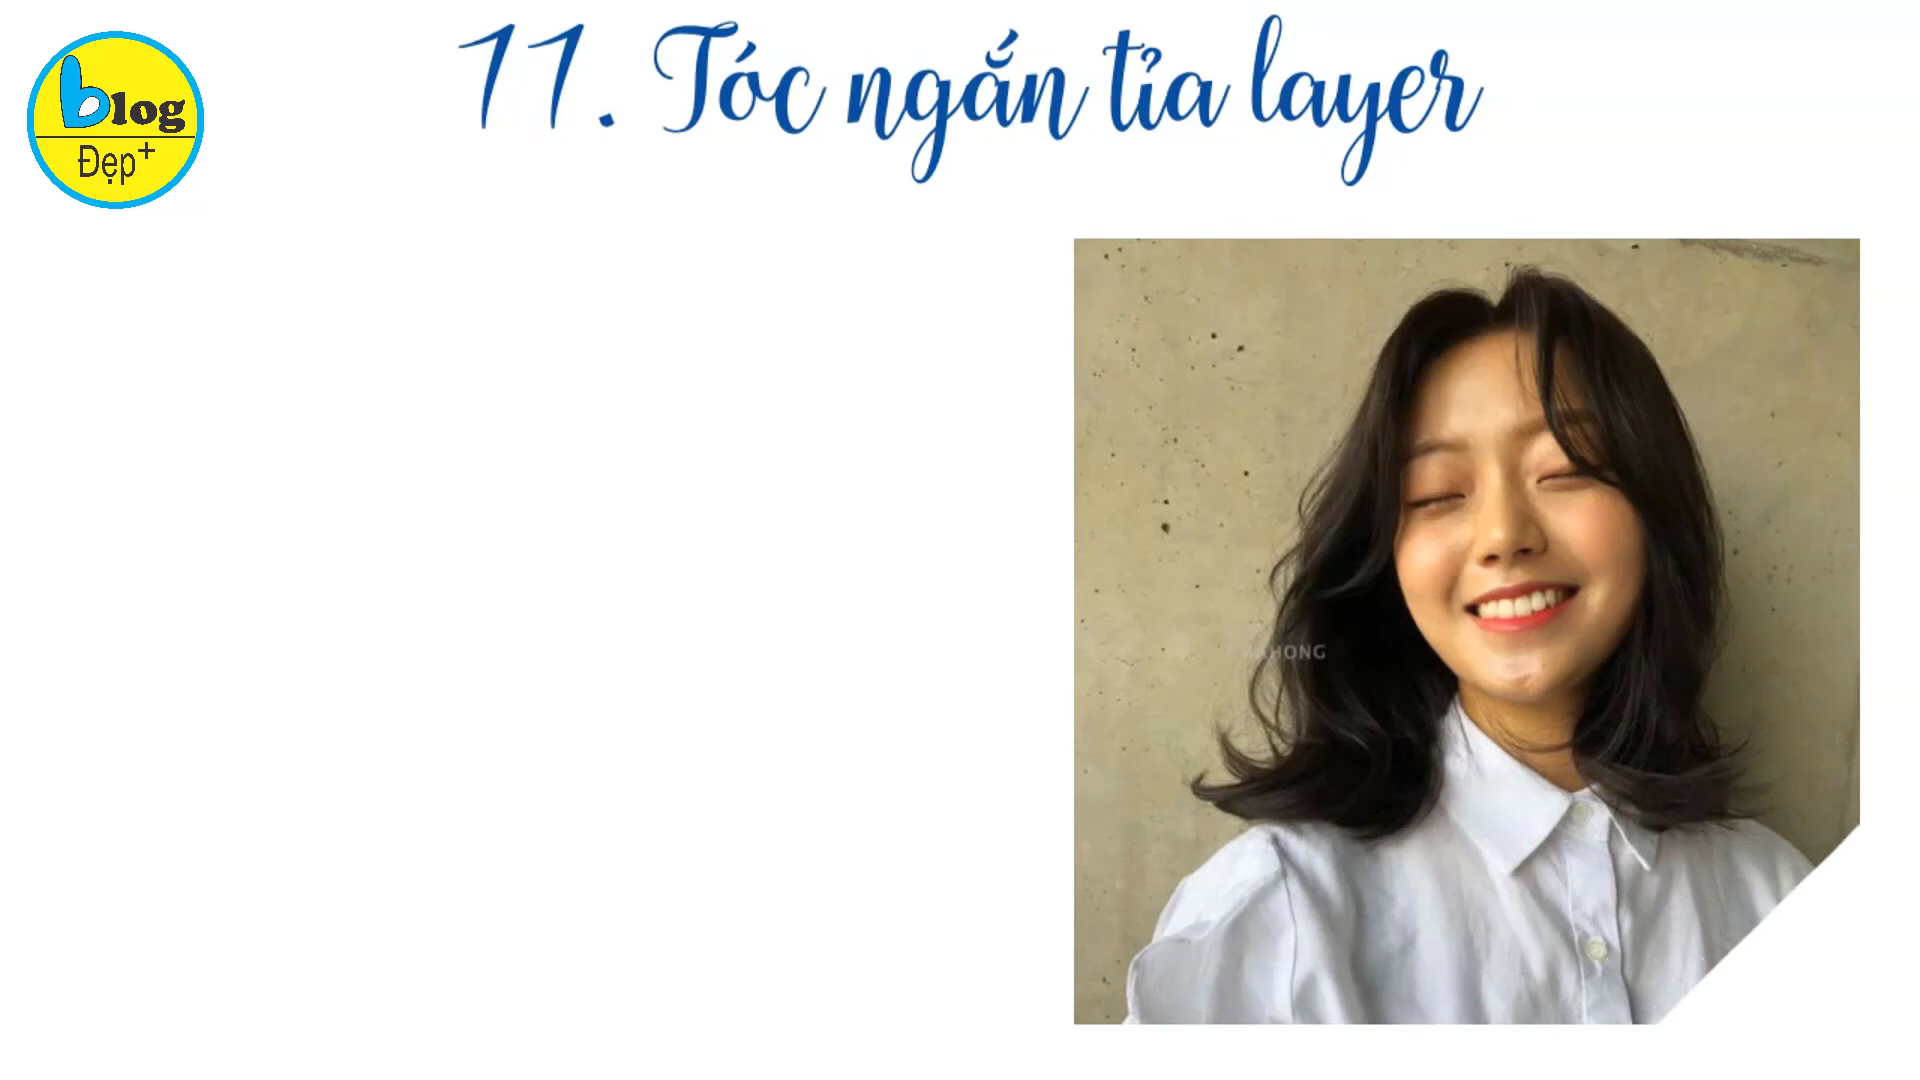 11. Tóc ngắn tỉa layer
blog
Đẹp+